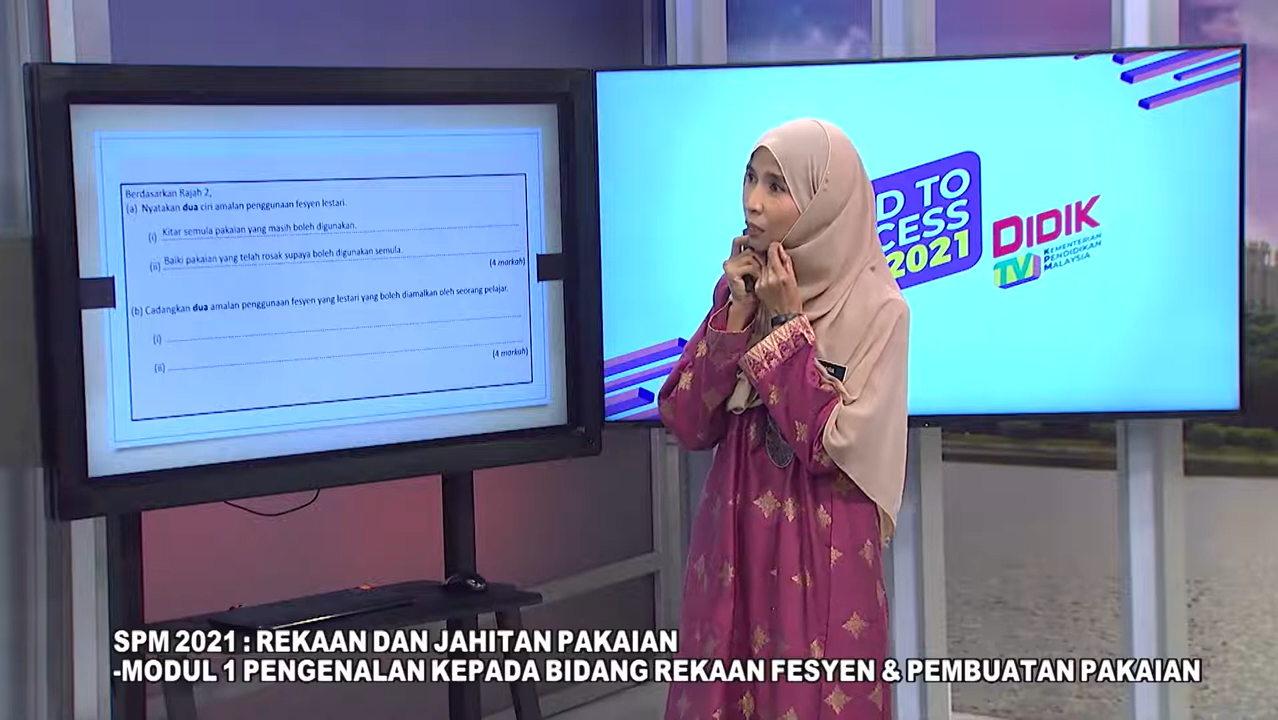 Berdasarkan Rajah 2,
(a) Nyatakan dua ciri amalan penggunaan fesyen lestari.
(i) Kitar semula pakaian yang masih boleh digunakan.
(ii) Baiki pakaian yang telah rosak supaya boleh digunakan semula.
(4 markah)
(b) Cadangkan dua amalan penggunaan fesyen yang lestari yang boleh diamalkan oleh seorang pelajar.
(i)
(ii)
(4 markah)
D TO
CESS
2021
DIDIK
TV
KEMENTERIAN
PENDIDIKAN
MALAYSIA
SPM 2021 : REKAAN DAN JAHITAN PAKAIAN
-MODUL 1 PENGENALAN KEPADA BIDANG REKAAN FESYEN & PEMBUATAN PAKAIAN